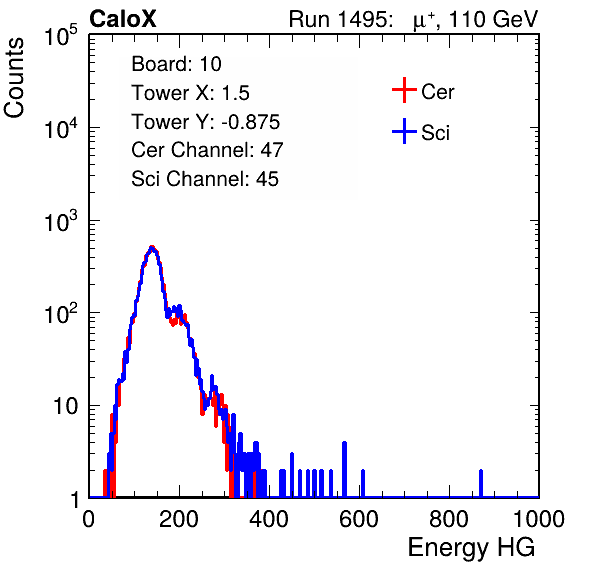 CaloX Run 1495: μ⁺, 110 GeV
Counts
Board: 10
Tower X: 1.5
Tower Y: -0.875
Cer Channel: 47
Sci Channel: 45
Cer
Sci
10⁵
10⁴
10³
10²
10
1
0 200 400 600 800 1000
Energy HG